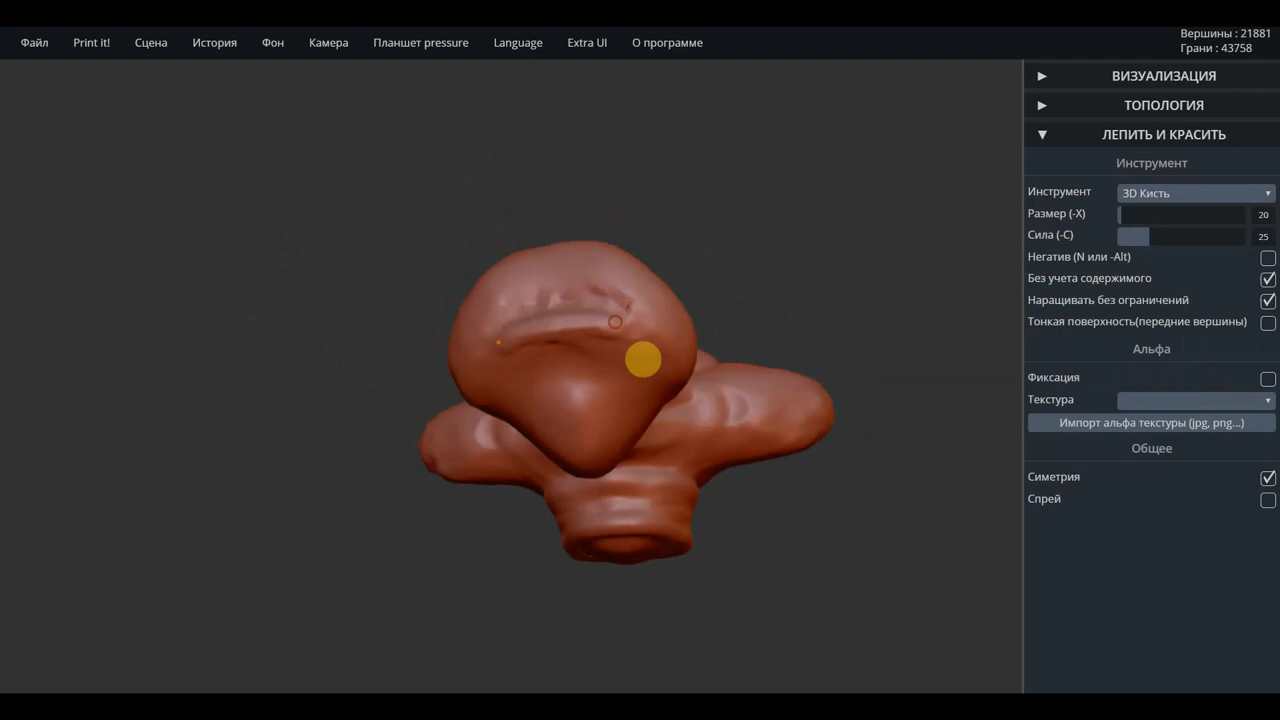 Файл Print it! Сцена История Фон Камера Планшет pressure Language Extra UI О программе
Вершины : 21881
Грани : 43758
ВИЗУАЛИЗАЦИЯ
ТОПОЛОГИЯ
ЛЕПИТЬ И КРАСИТЬ
Инструмент
Инструмент 3D Кисть
Размер (-X) 20
Сила (-C) 25
Негатив (N или -Alt)
Без учета содержимого
Наращивать без ограничений
Тонкая поверхность(передние вершины)
Альфа
Фиксация
Текстура
Импорт альфа текстуры (jpg, png...)
Общее
Симетрия
Спрей